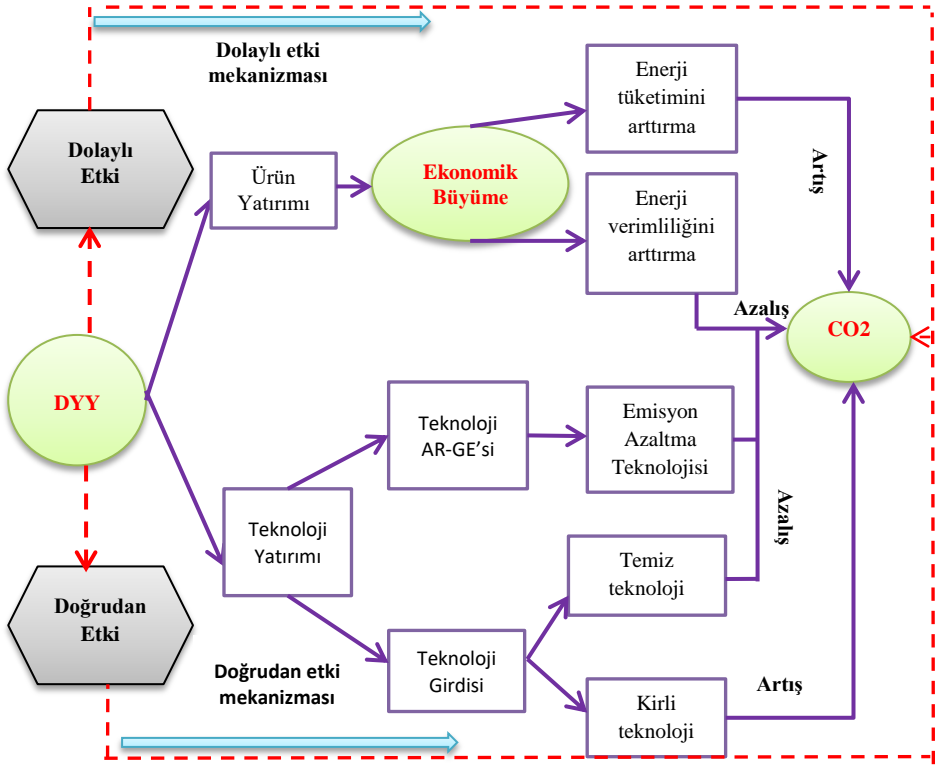 Dolaylı etki
mekanizması
Dolaylı
Etki
DYY
Doğrudan
Etki
Ürün
Yatırımı
Ekonomik
Büyüme
Enerji
tüketimini
arttırma
Enerji
verimliliğini
arttırma
Artış
Azalış
CO2
Teknoloji
AR-GE’si
Emisyon
Azaltma
Teknolojisi
Azalış
Teknoloji
Yatırımı
Temiz
teknoloji
Teknoloji
Girdisi
Doğrudan etki
mekanizması
Kirli
teknoloji
Artış